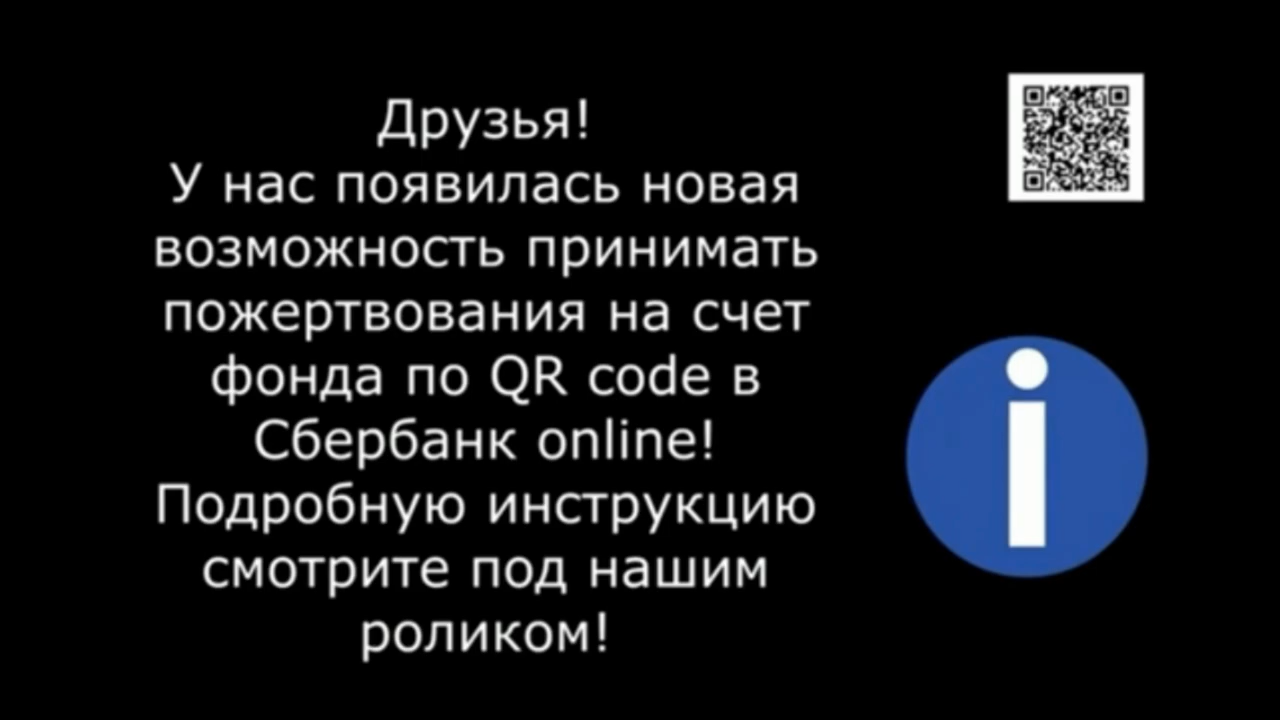 Друзья!
У нас появилась новая
возможность принимать
пожертвования на счет
фонда по QR code в
Сбербанк online!
Подробную инструкцию
смотрите под нашим
роликом!
i